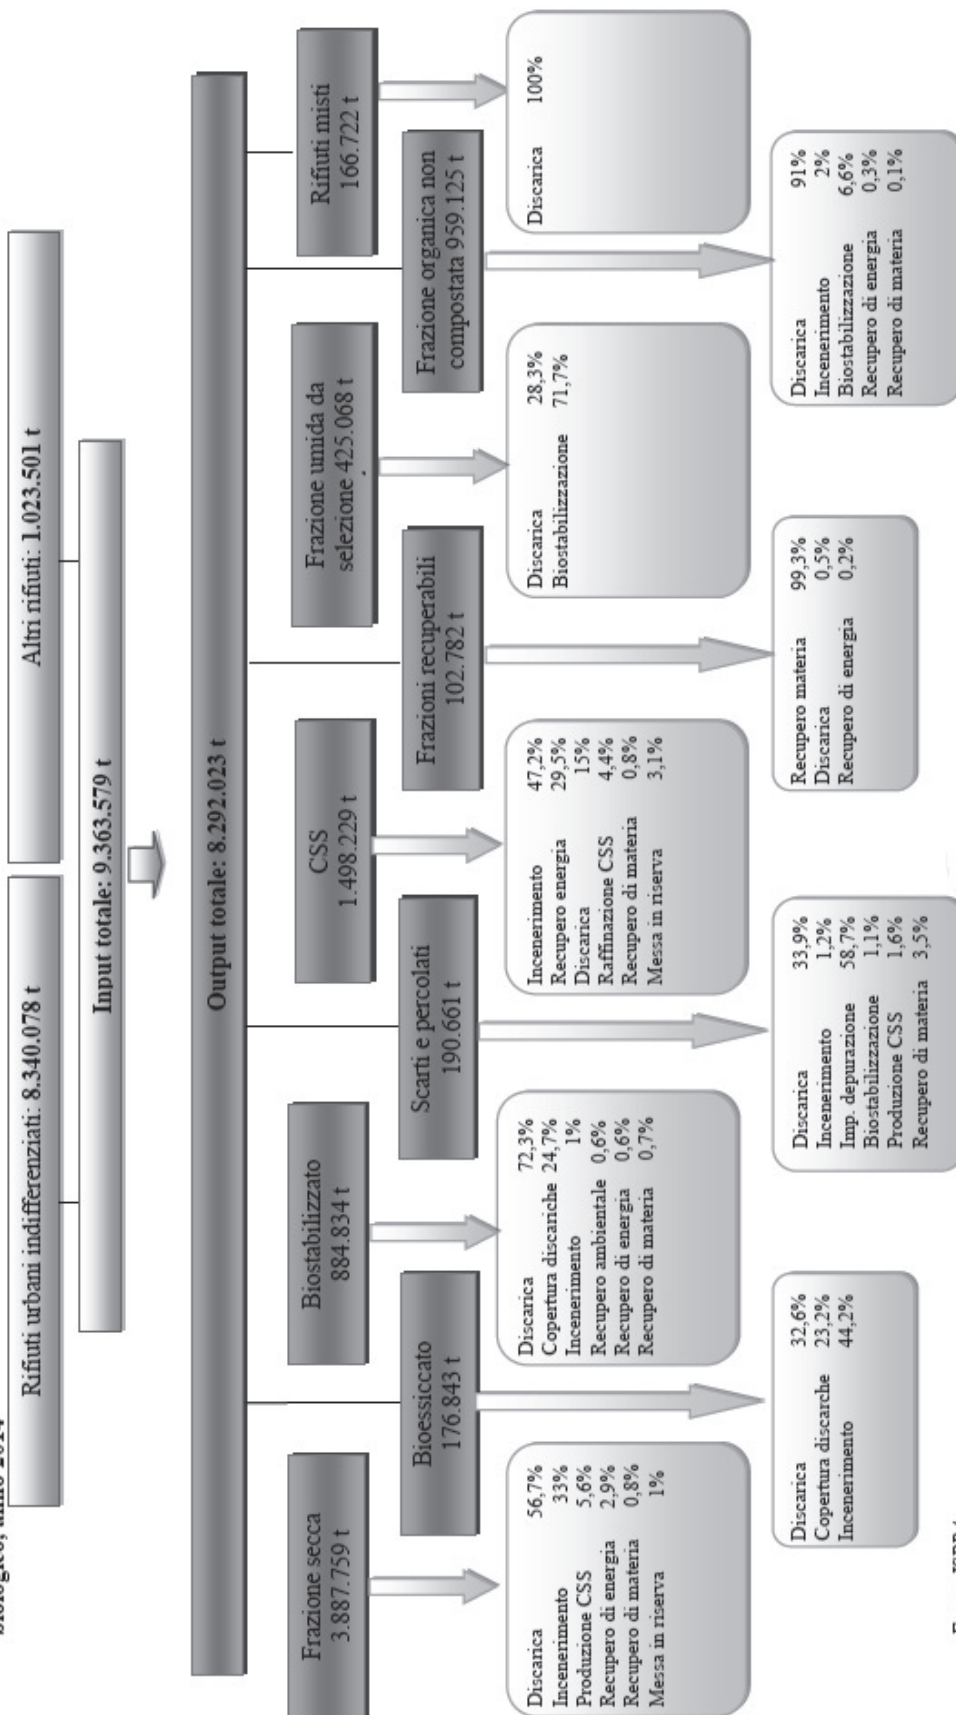 biologico, anno 2014
Rifiuti urbani indifferenziati: 8.340.078 t
Altri rifiuti: 1.023.501 t
Input totale: 9.363.579 t
Output totale: 8.292.023 t
Frazione secca
3.887.759 t
Biostabilizzato
884.834 t
CSS
1.498.229 t
Frazione umida da
selezione 425.068 t
Rifiuti misti
166.722 t
Bioessiccato
176.843 t
Scarti e percolati
190.661 t
Frazioni recuperabili
102.782 t
Frazione organica non
compostata 959.125 t
Discarica 56,7%
Incenerimento 33%
Produzione CSS 5,6%
Recupero di energia 2,9%
Recupero di materia 0,8%
Messa in riserva 1%
Discarica 72,3%
Copertura discariche 24,7%
Incenerimento 1%
Recupero ambientale 0,6%
Recupero di energia 0,6%
Recupero di materia 0,7%
Incenerimento 47,2%
Recupero energia 29,5%
Discarica 15%
Raffinazione CSS 4,4%
Recupero di materia 0,8%
Messa in riserva 3,1%
Discarica 28,3%
Biostabilizzazione 71,7%
Discarica 100%
Discarica 32,6%
Copertura discarche 23,2%
Incenerimento 44,2%
Discarica 33,9%
Incenerimento 1,2%
Imp. depurazione 58,7%
Biostabilizzazione 1,1%
Produzione CSS 1,6%
Recupero di materia 3,5%
Recupero materia 99,3%
Discarica 0,5%
Recupero di energia 0,2%
Discarica 91%
Incenerimento 2%
Biostabilizzazione 6,6%
Recupero di energia 0,3%
Recupero di materia 0,1%